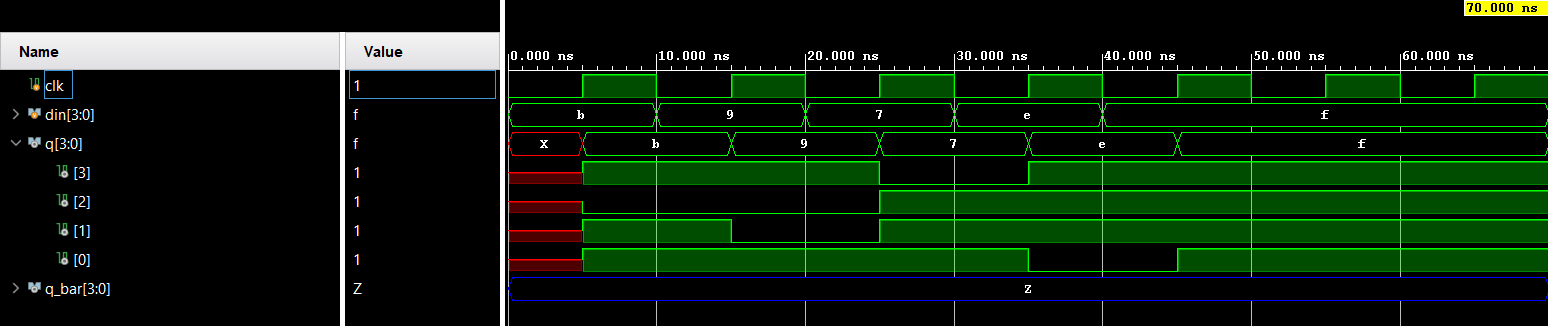 70.000 ns
Name Value
0.000 ns 10.000 ns 20.000 ns 30.000 ns 40.000 ns 50.000 ns 60.000 ns
clk 1
din[3:0] f b 9 7 e f
q[3:0] f X b 9 7 e f
[3] 1
[2] 1
[1] 1
[0] 1
q_bar[3:0] Z Z